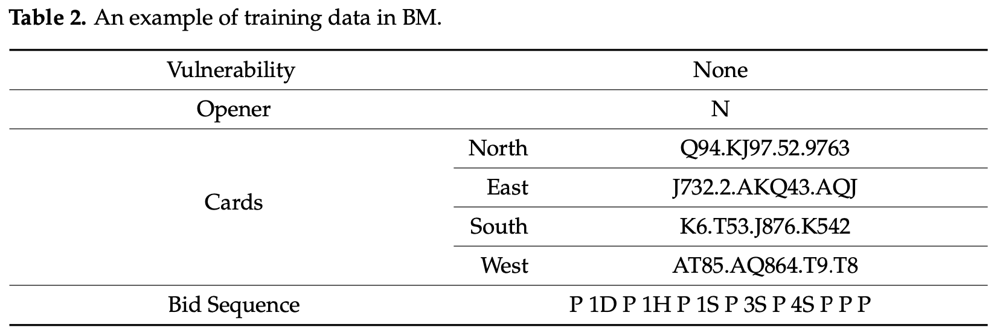 Table 2. An example of training data in BM.
Vulnerability None
Opener N
Cards North Q94.KJ97.52.9763
East J732.2.AKQ43.AQJ
South K6.T53.J876.K542
West AT85.AQ864.T9.T8
Bid Sequence P 1D P 1H P 1S P 3S P 4S P P P